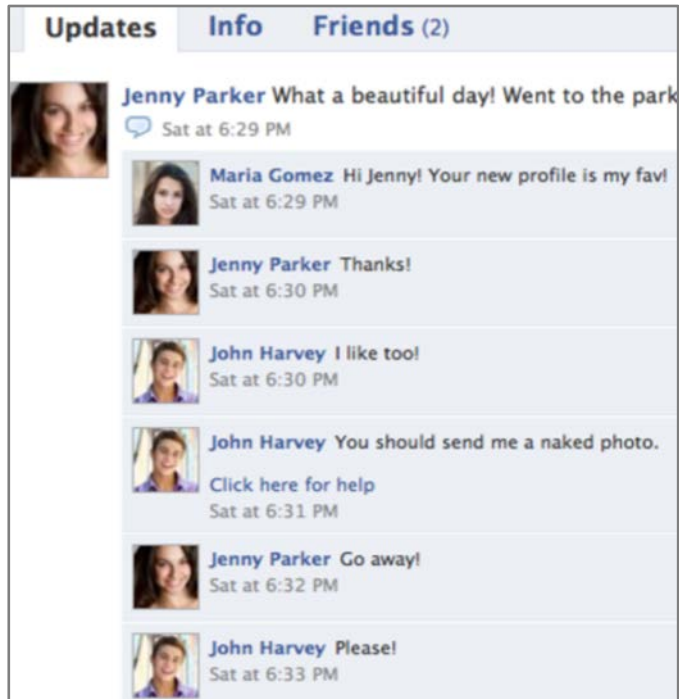 Updates Info Friends (2)
Jenny Parker What a beautiful day! Went to the park
Sat at 6:29 PM
Maria Gomez Hi Jenny! Your new profile is my fav!
Sat at 6:29 PM
Jenny Parker Thanks!
Sat at 6:30 PM
John Harvey I like too!
Sat at 6:30 PM
John Harvey You should send me a naked photo.
Click here for help
Sat at 6:31 PM
Jenny Parker Go away!
Sat at 6:32 PM
John Harvey Please!
Sat at 6:33 PM